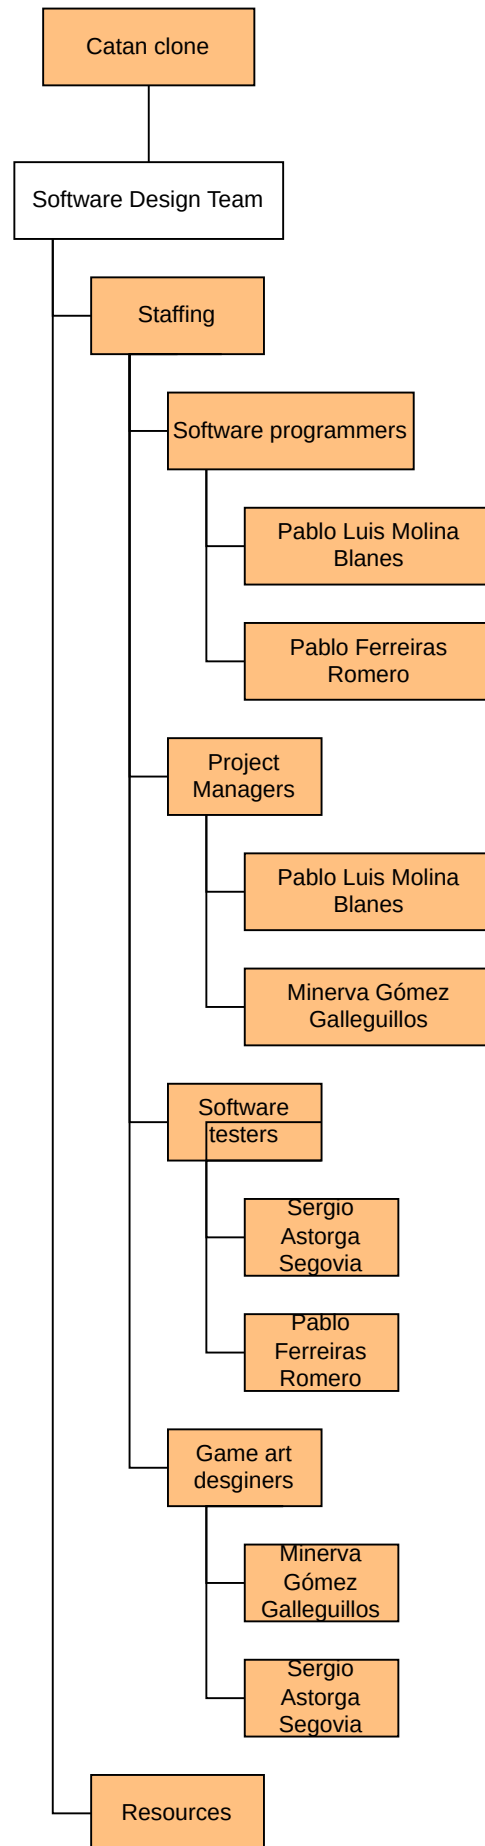 Catan clone
Software Design Team
Staffing
Software programmers
Pablo Luis Molina
Blanes
Pablo Ferreiras
Romero
Project
Managers
Pablo Luis Molina
Blanes
Minerva Gómez
Galleguillos
Software
testers
Sergio
Astorga
Segovia
Pablo
Ferreiras
Romero
Game art
desginers
Minerva
Gómez
Galleguillos
Sergio
Astorga
Segovia
Resources